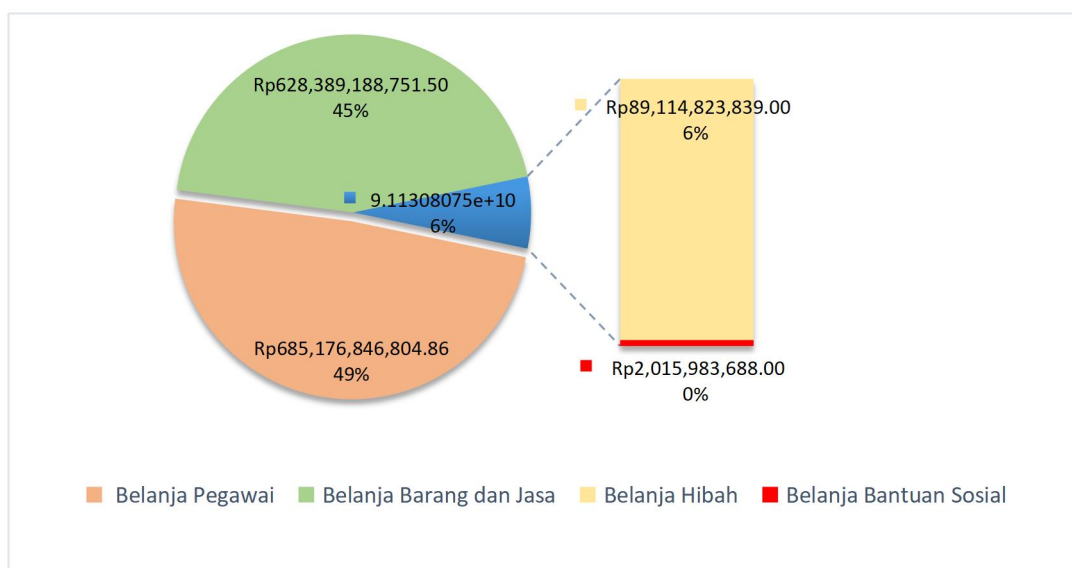 Rp628,389,188,751.50
45%
Rp89,114,823,839.00
6%
9.11308075e+10
6%
Rp685,176,846,804.86
49%
Rp2,015,983,688.00
0%
Belanja Pegawai
Belanja Barang dan Jasa
Belanja Hibah
Belanja Bantuan Sosial